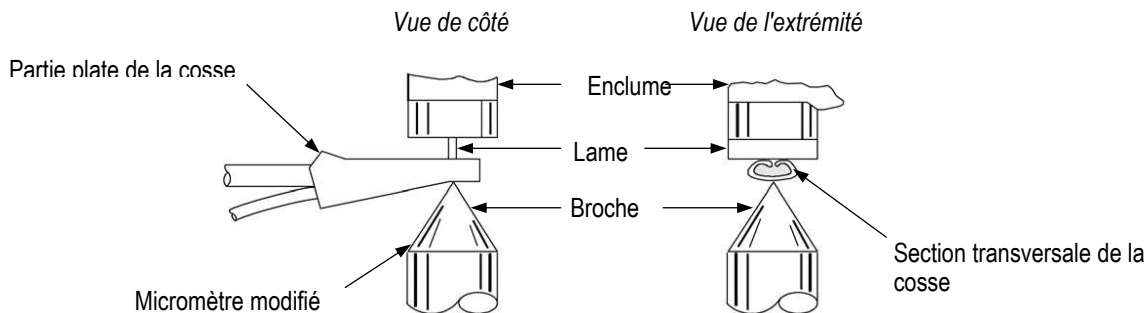 Vue de côté
Vue de l'extrémité
Partie plate de la cosse
Enclume
Lame
Broche
Section transversale de la
cosse
Micromètre modifié